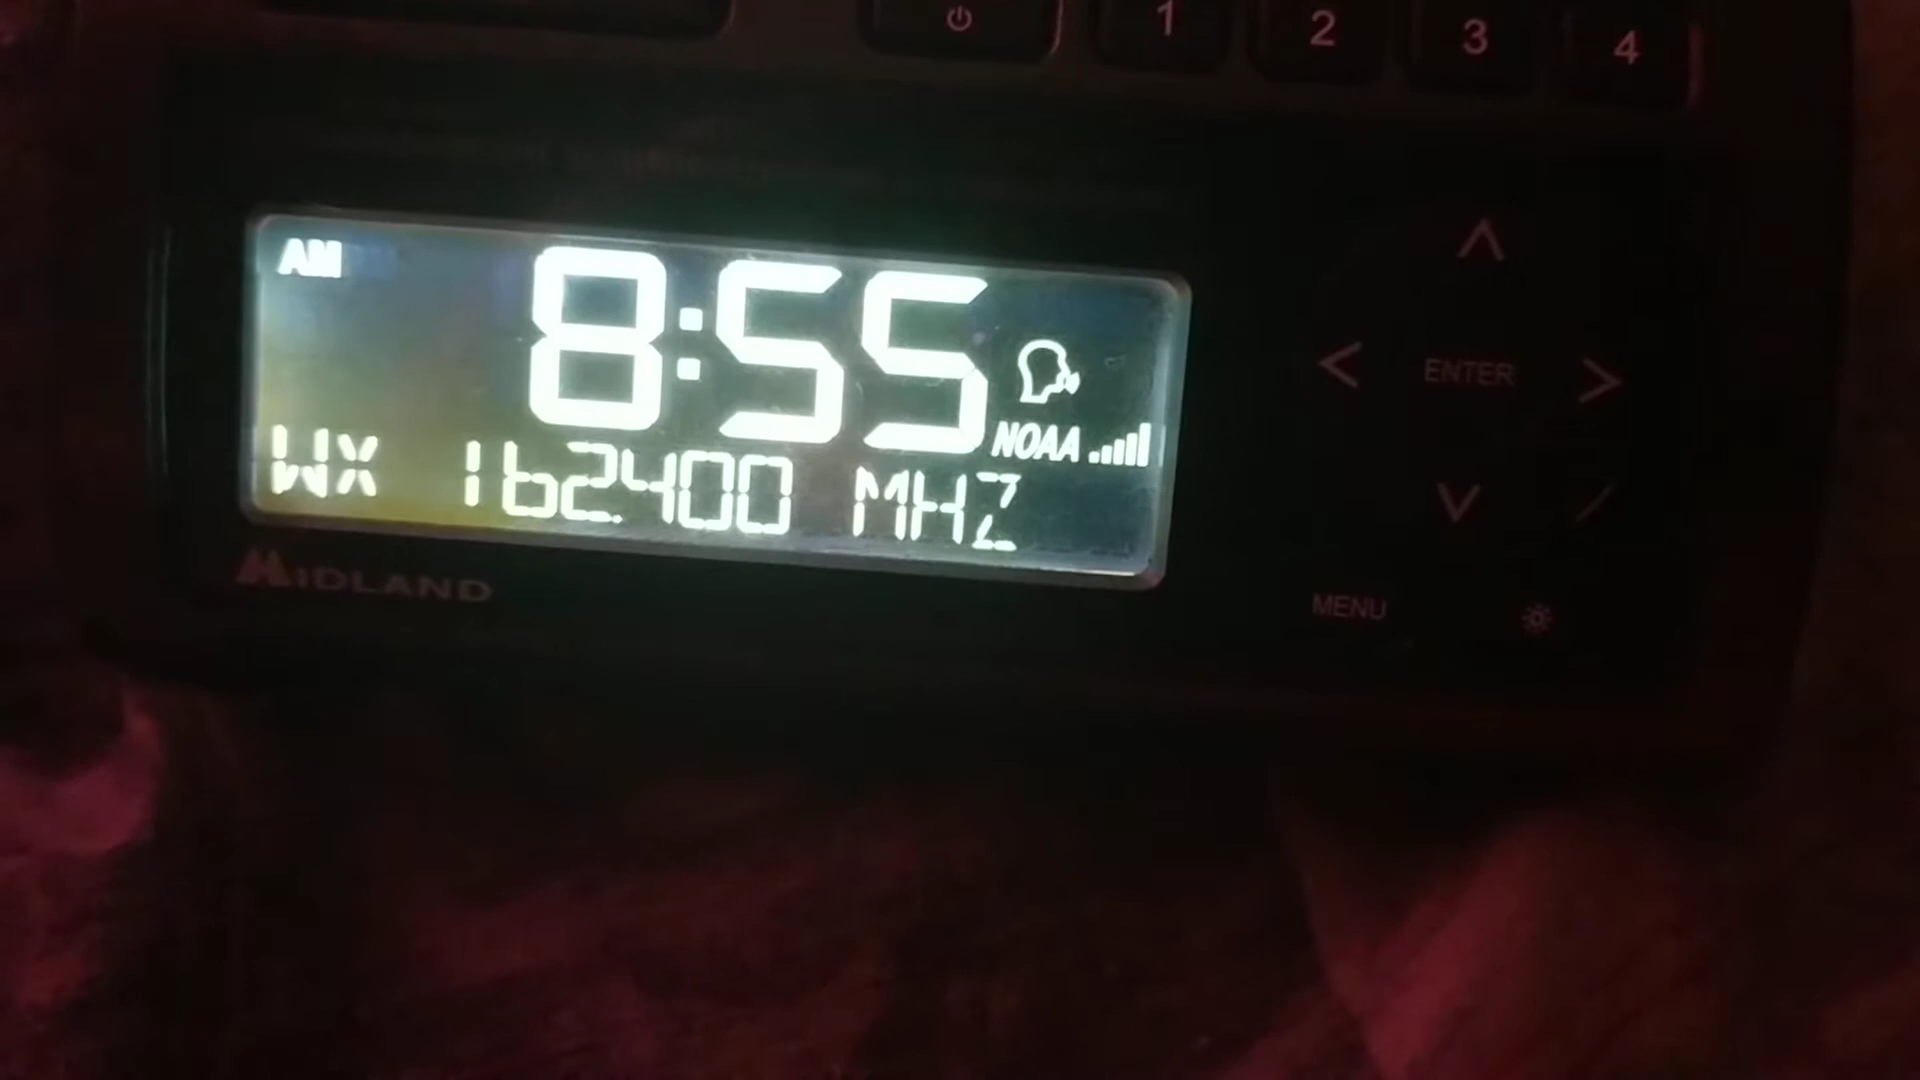 1 2 3 4
AM 8:55
NOAA
WX 162.400 MHZ
MIDLAND
ENTER
MENU